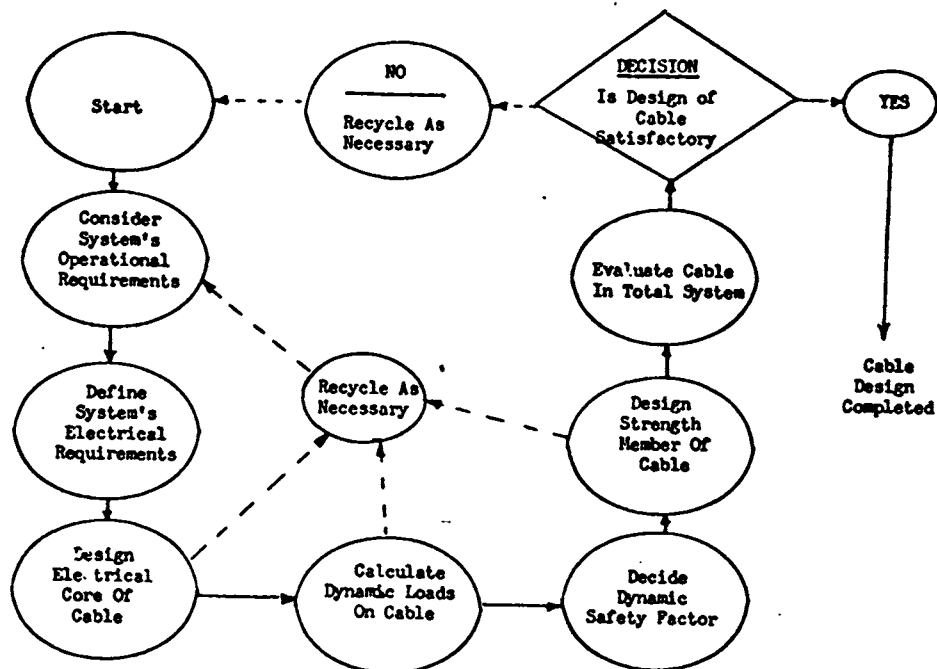 Start
NO
Recycle As
Necessary
DECISION
Is Design of
Cable
Satisfactory
YES
Consider
System's
Operational
Requirements
Evaluate Cable
In Total System
Cable
Design
Completed
Define
System's
Electrical
Requirements
Recycle As
Necessary
Design
Strength
Member Of
Cable
Design
Electrical
Core Of
Cable
Calculate
Dynamic Loads
On Cable
Decide
Dynamic
Safety Factor